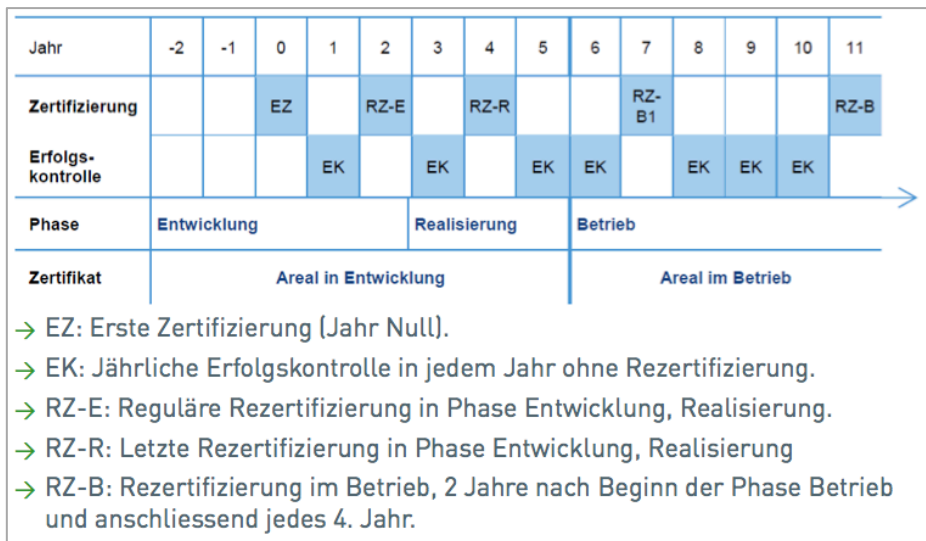 Jahr -2 -1 0 1 2 3 4 5 6 7 8 9 10 11
Zertifizierung EZ RZ-E RZ-R RZ-B1 RZ-B
Erfolgs-
kontrolle EK EK EK EK EK EK EK
Phase Entwicklung Realisierung Betrieb
Zertifikat Areal in Entwicklung Areal im Betrieb
→ EZ: Erste Zertifizierung (Jahr Null).
→ EK: Jährliche Erfolgskontrolle in jedem Jahr ohne Rezertifizierung.
→ RZ-E: Reguläre Rezertifizierung in Phase Entwicklung, Realisierung.
→ RZ-R: Letzte Rezertifizierung in Phase Entwicklung, Realisierung
→ RZ-B: Rezertifizierung im Betrieb, 2 Jahre nach Beginn der Phase Betrieb
und anschliessend jedes 4. Jahr.